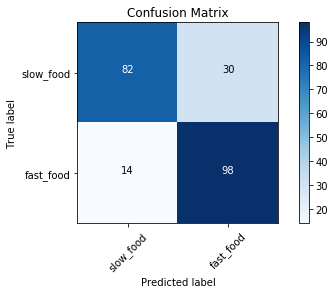 Confusion Matrix
True label
slow_food
82
30
fast_food
14
98
slow_food
fast_food
Predicted label
90
80
70
60
50
40
30
20